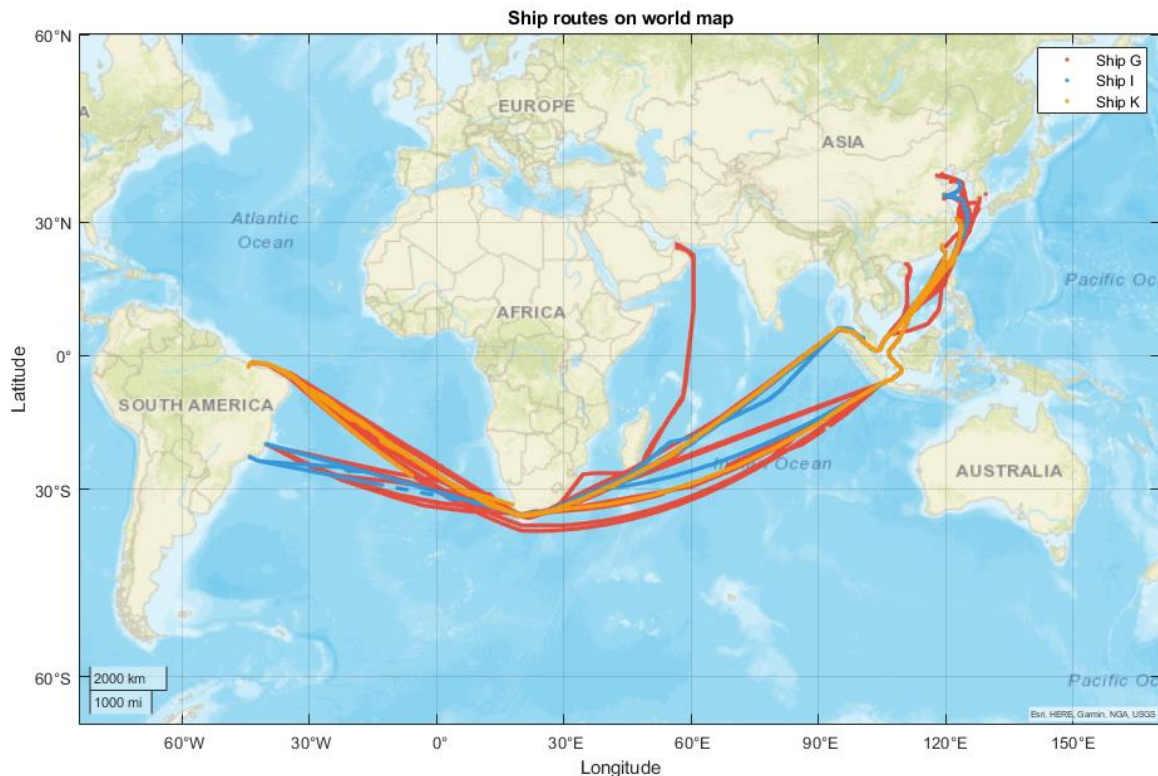 Ship routes on world map
60°N
Ship G
Ship I
Ship K
A
EUROPE
ASIA
30°N
Atlantic
Ocean
Pacific Oc
AFRICA
Latitude
0°
SOUTH AMERICA
Ocean
AUSTRALIA
30°S
2000 km
1000 mi
60°S
Pacific Oc
Esri, HERE, Garmin, NGA, USGS
60°W
30°W
0°
30°E
60°E
90°E
120°E
150°E
Longitude